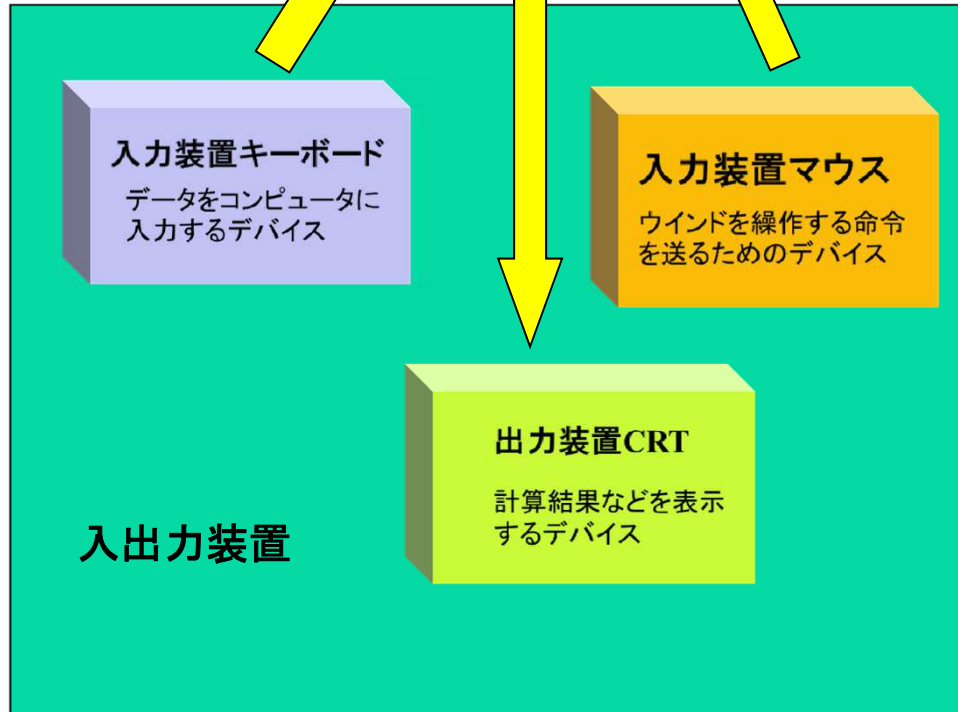 入力装置キーボード
データをコンピュータに
入力するデバイス
入力装置マウス
ウインドを操作する命令
を送るためのデバイス
出力装置CRT
計算結果などを表示
するデバイス
入出力装置